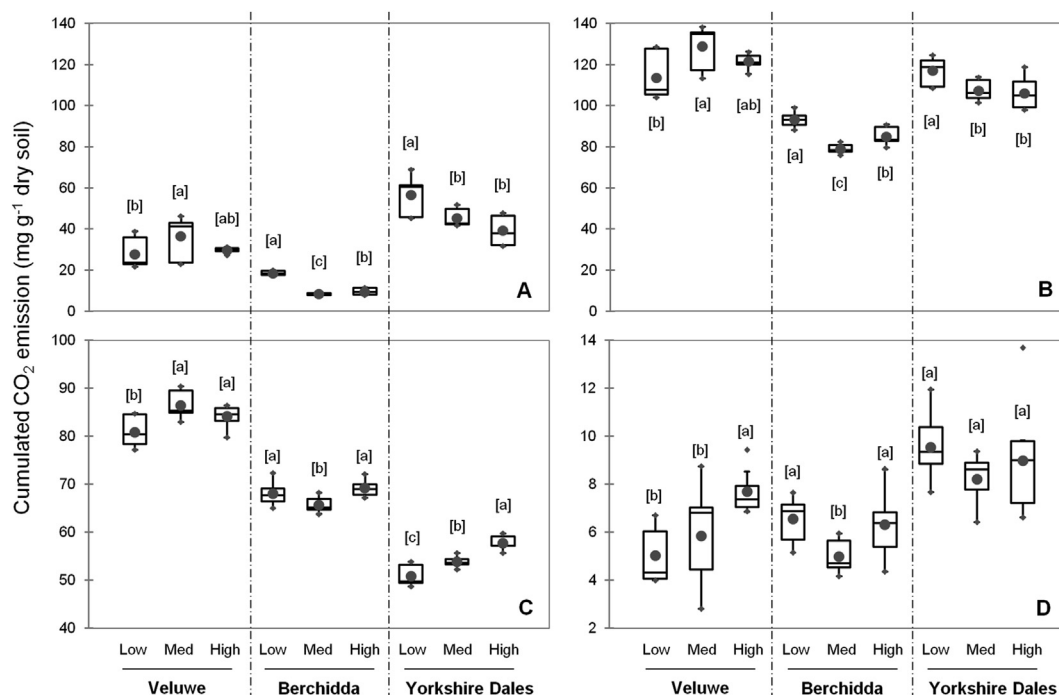 Cumulated CO2 emission (mg g-1 dry soil)
140
120
100
80
60
40
20
0
[b]
[a]
[ab]
[a]
[c]
[b]
[a]
[b]
[b]
A
140
120
100
80
60
40
20
0
[b]
[a]
[ab]
[a]
[c]
[b]
[a]
[b]
[b]
B
100
90
80
70
60
50
40
[b]
[a]
[a]
[a]
[b]
[a]
[c]
[b]
[a]
C
Low Med High Low Med High Low Med High
Veluwe Berchidda Yorkshire Dales
14
12
10
8
6
4
2
[b]
[b]
[a]
[a]
[b]
[a]
[a]
[a]
[a]
D
Low Med High Low Med High Low Med High
Veluwe Berchidda Yorkshire Dales